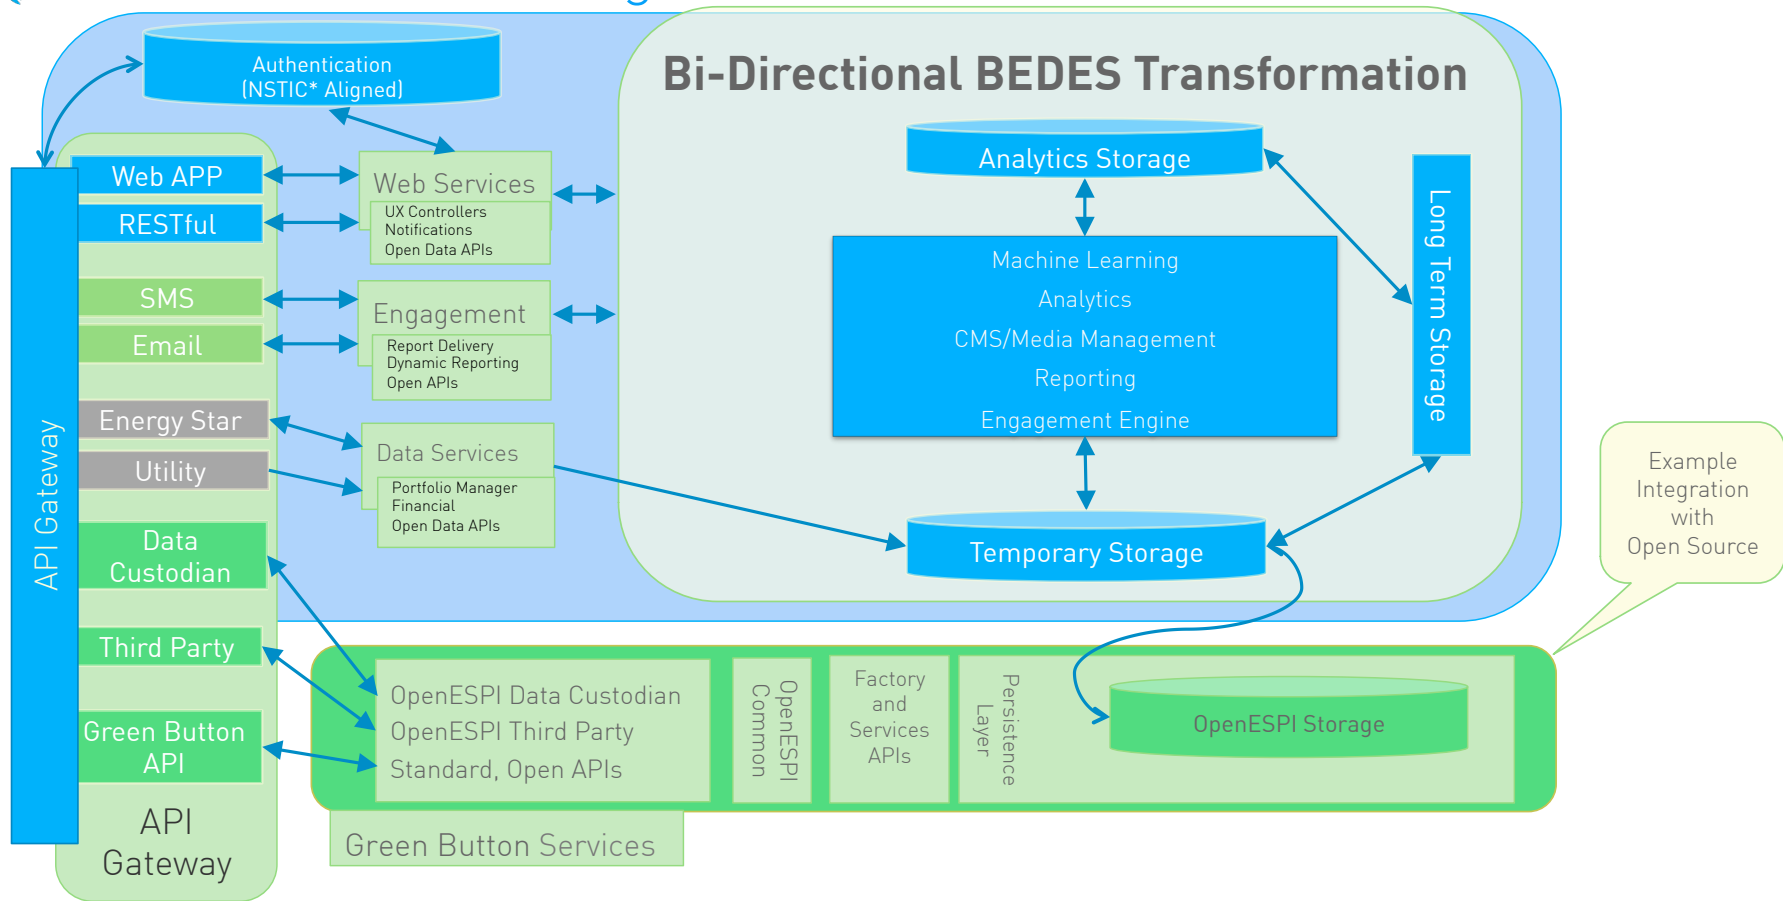 Authentication
(NSTIC* Aligned)
Bi-Directional BEDES Transformation
Web APP
RESTful
SMS
Email
Energy Star
Utility
Data
Custodian
Third Party
Green Button
API
API
Gateway
API Gateway
Web Services
UX Controllers
Notifications
Open Data APIs
Engagement
Report Delivery
Dynamic Reporting
Open APIs
Data Services
Portfolio Manager
Financial
Open Data APIs
Analytics Storage
Machine Learning
Analytics
CMS/Media Management
Reporting
Engagement Engine
Temporary Storage
Long Term Storage
Example
Integration
with
Open Source
OpenESPI Data Custodian
OpenESPI Third Party
Standard, Open APIs
OpenESPI
Common
Factory
and
Services
APIs
Persistence
Layer
OpenESPI Storage
Green Button Services